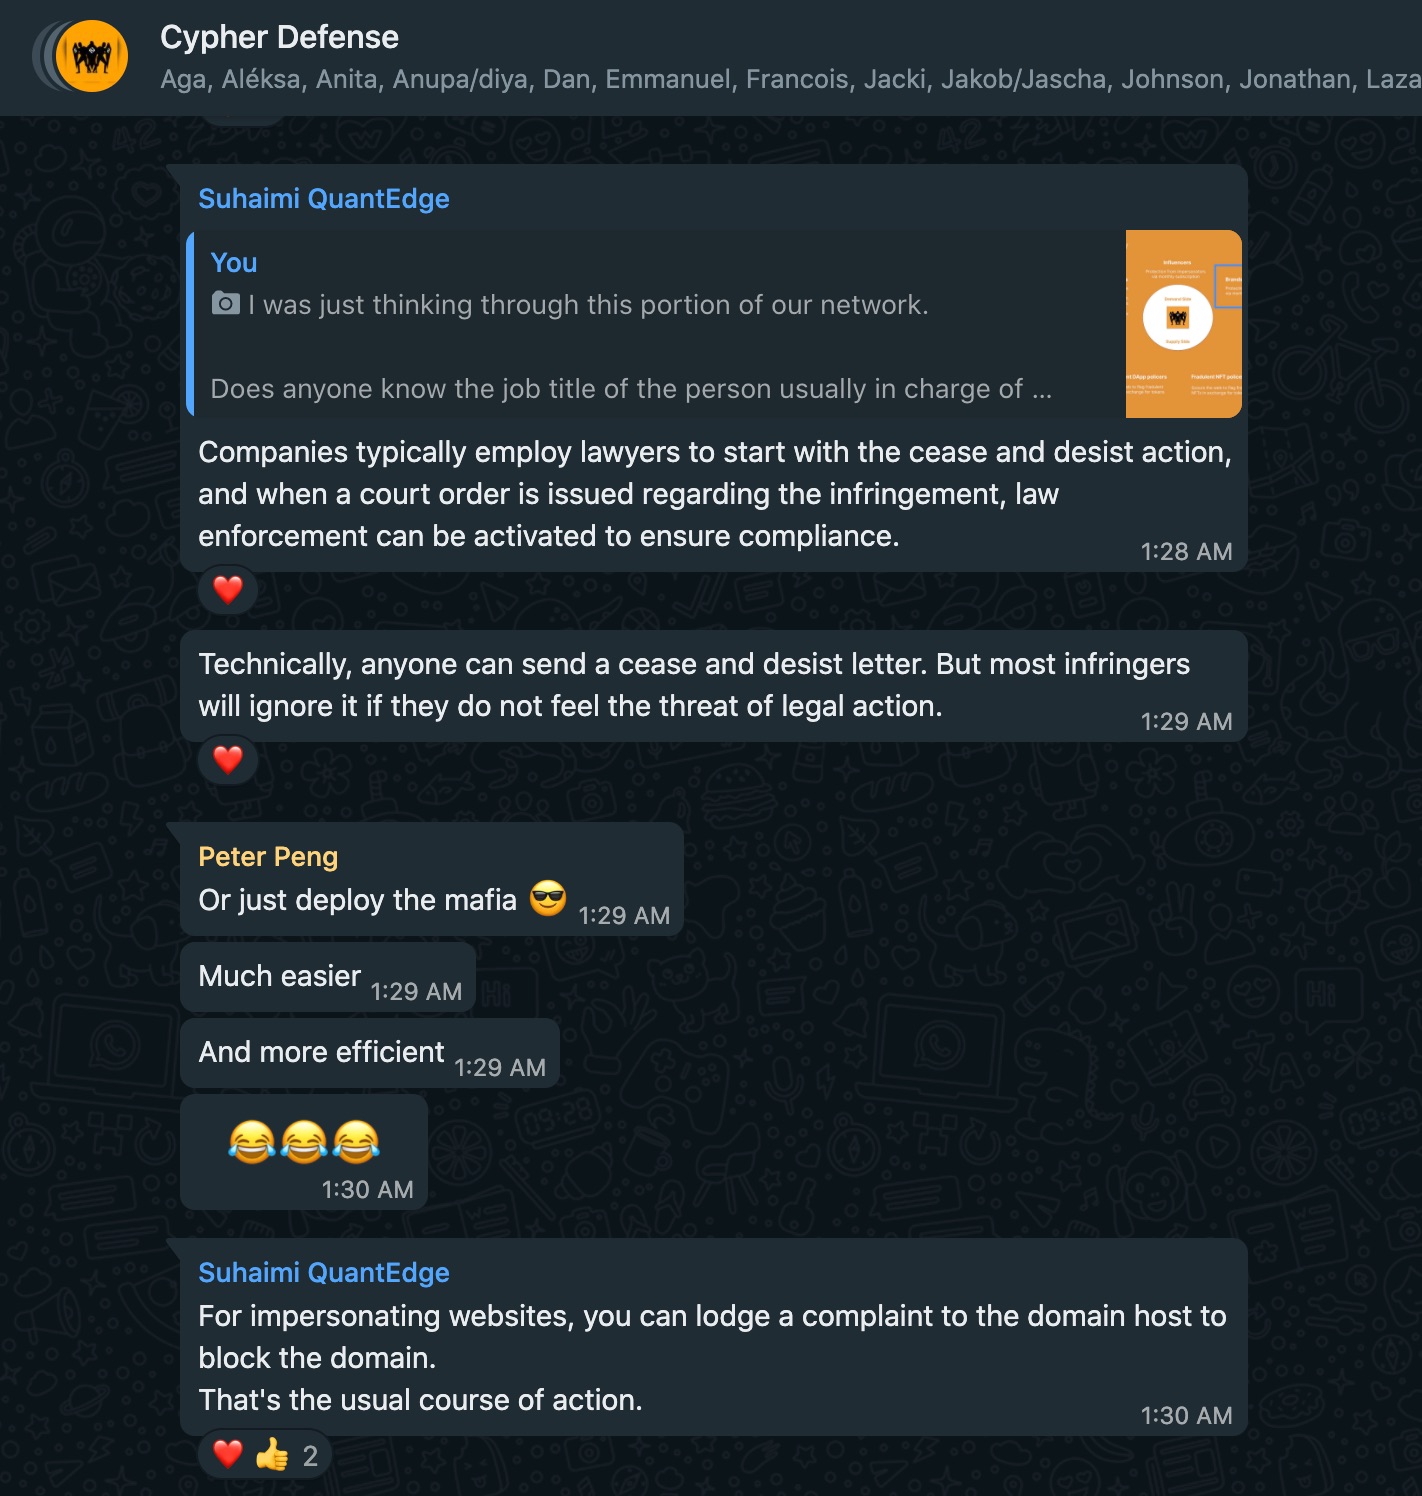 Cypher Defense
Aga, Aléksa, Anita, Anupa/diya, Dan, Emmanuel, Francois, Jacki, Jakob/Jascha, Johnson, Jonathan, Laza
Suhaimi QuantEdge
You
I was just thinking through this portion of our network.
Does anyone know the job title of the person usually in charge of ...
Influencers
Demand Side
Supply Side
Companies typically employ lawyers to start with the cease and desist action,
and when a court order is issued regarding the infringement, law
enforcement can be activated to ensure compliance.
1:28 AM
❤️
Technically, anyone can send a cease and desist letter. But most infringers
will ignore it if they do not feel the threat of legal action.
1:29 AM
❤️
Peter Peng
Or just deploy the mafia 😎 1:29 AM
Much easier 1:29 AM
And more efficient 1:29 AM
😂😂😂
1:30 AM
Suhaimi QuantEdge
For impersonating websites, you can lodge a complaint to the domain host to
block the domain.
That's the usual course of action.
1:30 AM
❤️👍 2